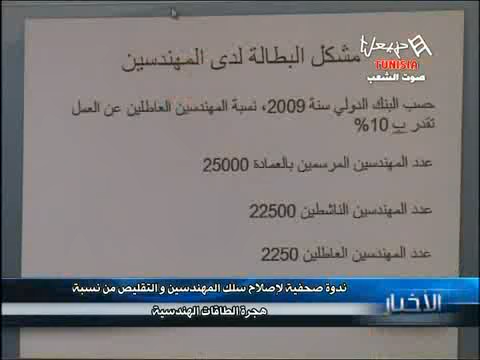 TUNISIA
صوت الشعب
مشكل البطالة لدى المهندسين
حسب البنك الدولي سنة 2009، نسبة المهندسين العاطلين عن العمل
تقدر ب 10%
عدد المهندسين المرسمين بالعمادة 25000
عدد المهندسين الناشطين 22500
عدد المهندسين العاطلين 2250
ندوة صحفية لاصلاح سلك المهندسين و التقليص من نسبة
هجرة الطاقات الهندسية
الأخبار